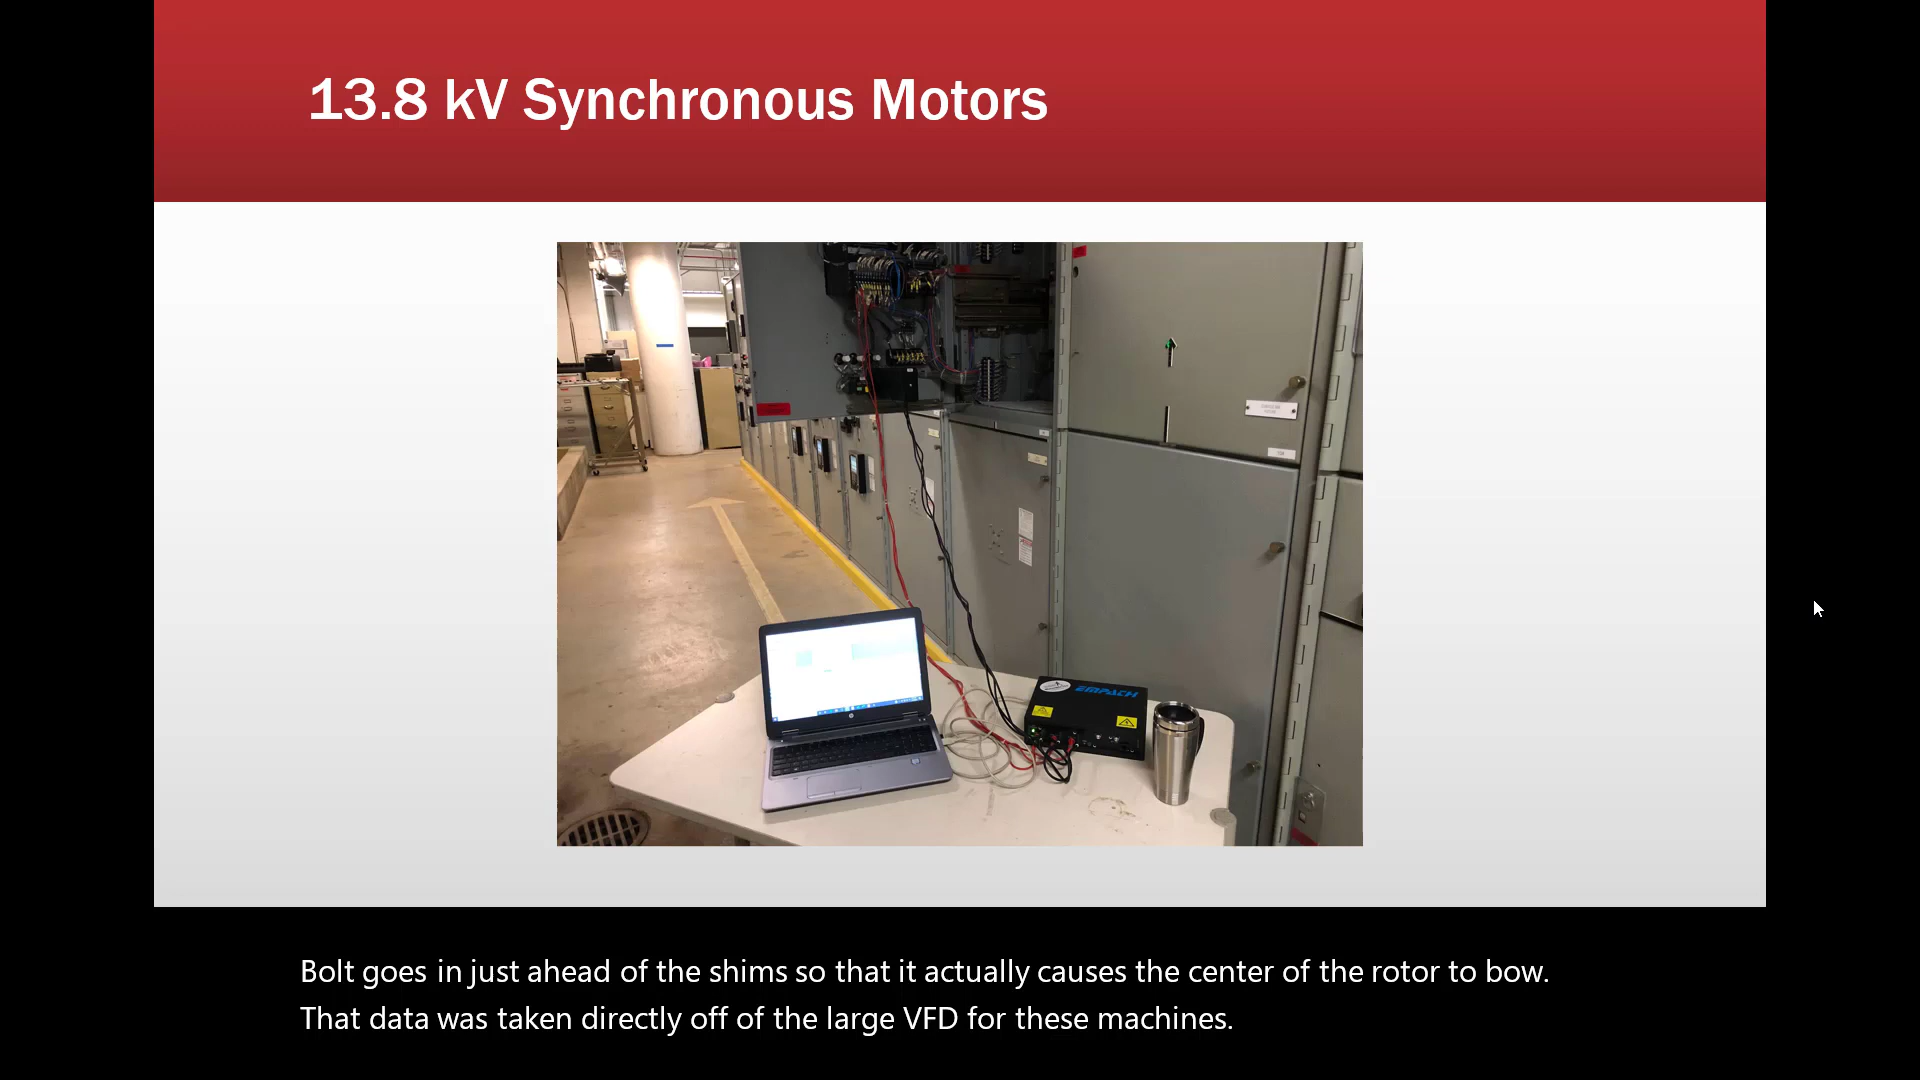 13.8 kV Synchronous Motors
EMPATH
Bolt goes in just ahead of the shims so that it actually causes the center of the rotor to bow.
That data was taken directly off of the large VFD for these machines.